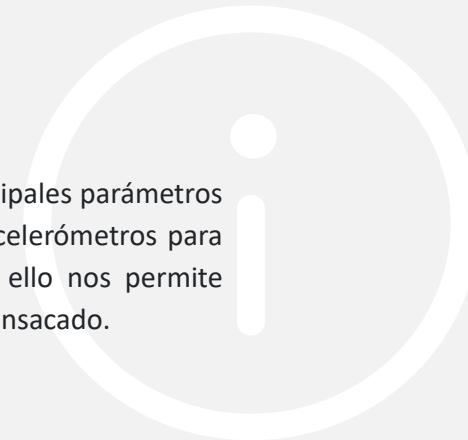 ipales parámetros
celerómetros para
ello nos permite
nsacado.